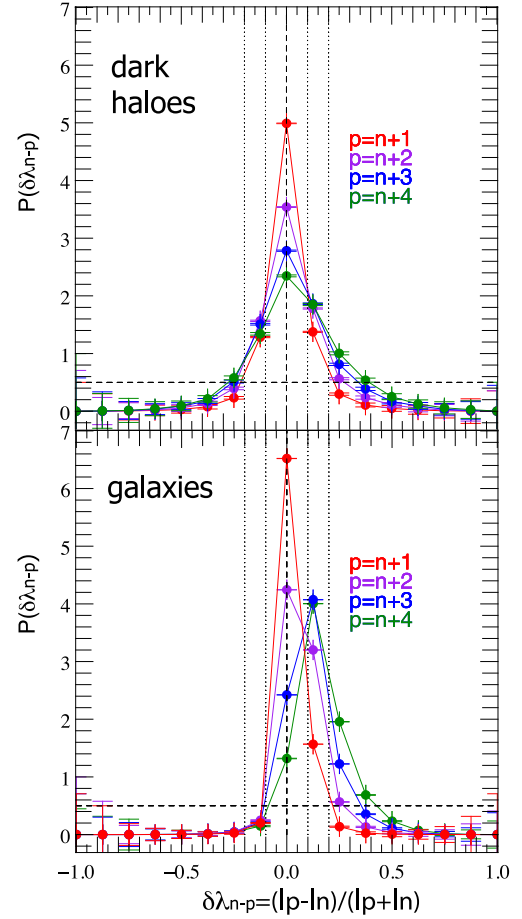 7
6
5
4
3
2
1
0
P(δλn-p)
dark
haloes
p=n+1
p=n+2
p=n+3
p=n+4
7
6
5
4
3
2
1
0
P(δλn-p)
galaxies
p=n+1
p=n+2
p=n+3
p=n+4
−1.0 −0.5 0.0 0.5 1.0
δλn-p=(lp-ln)/(lp+ln)